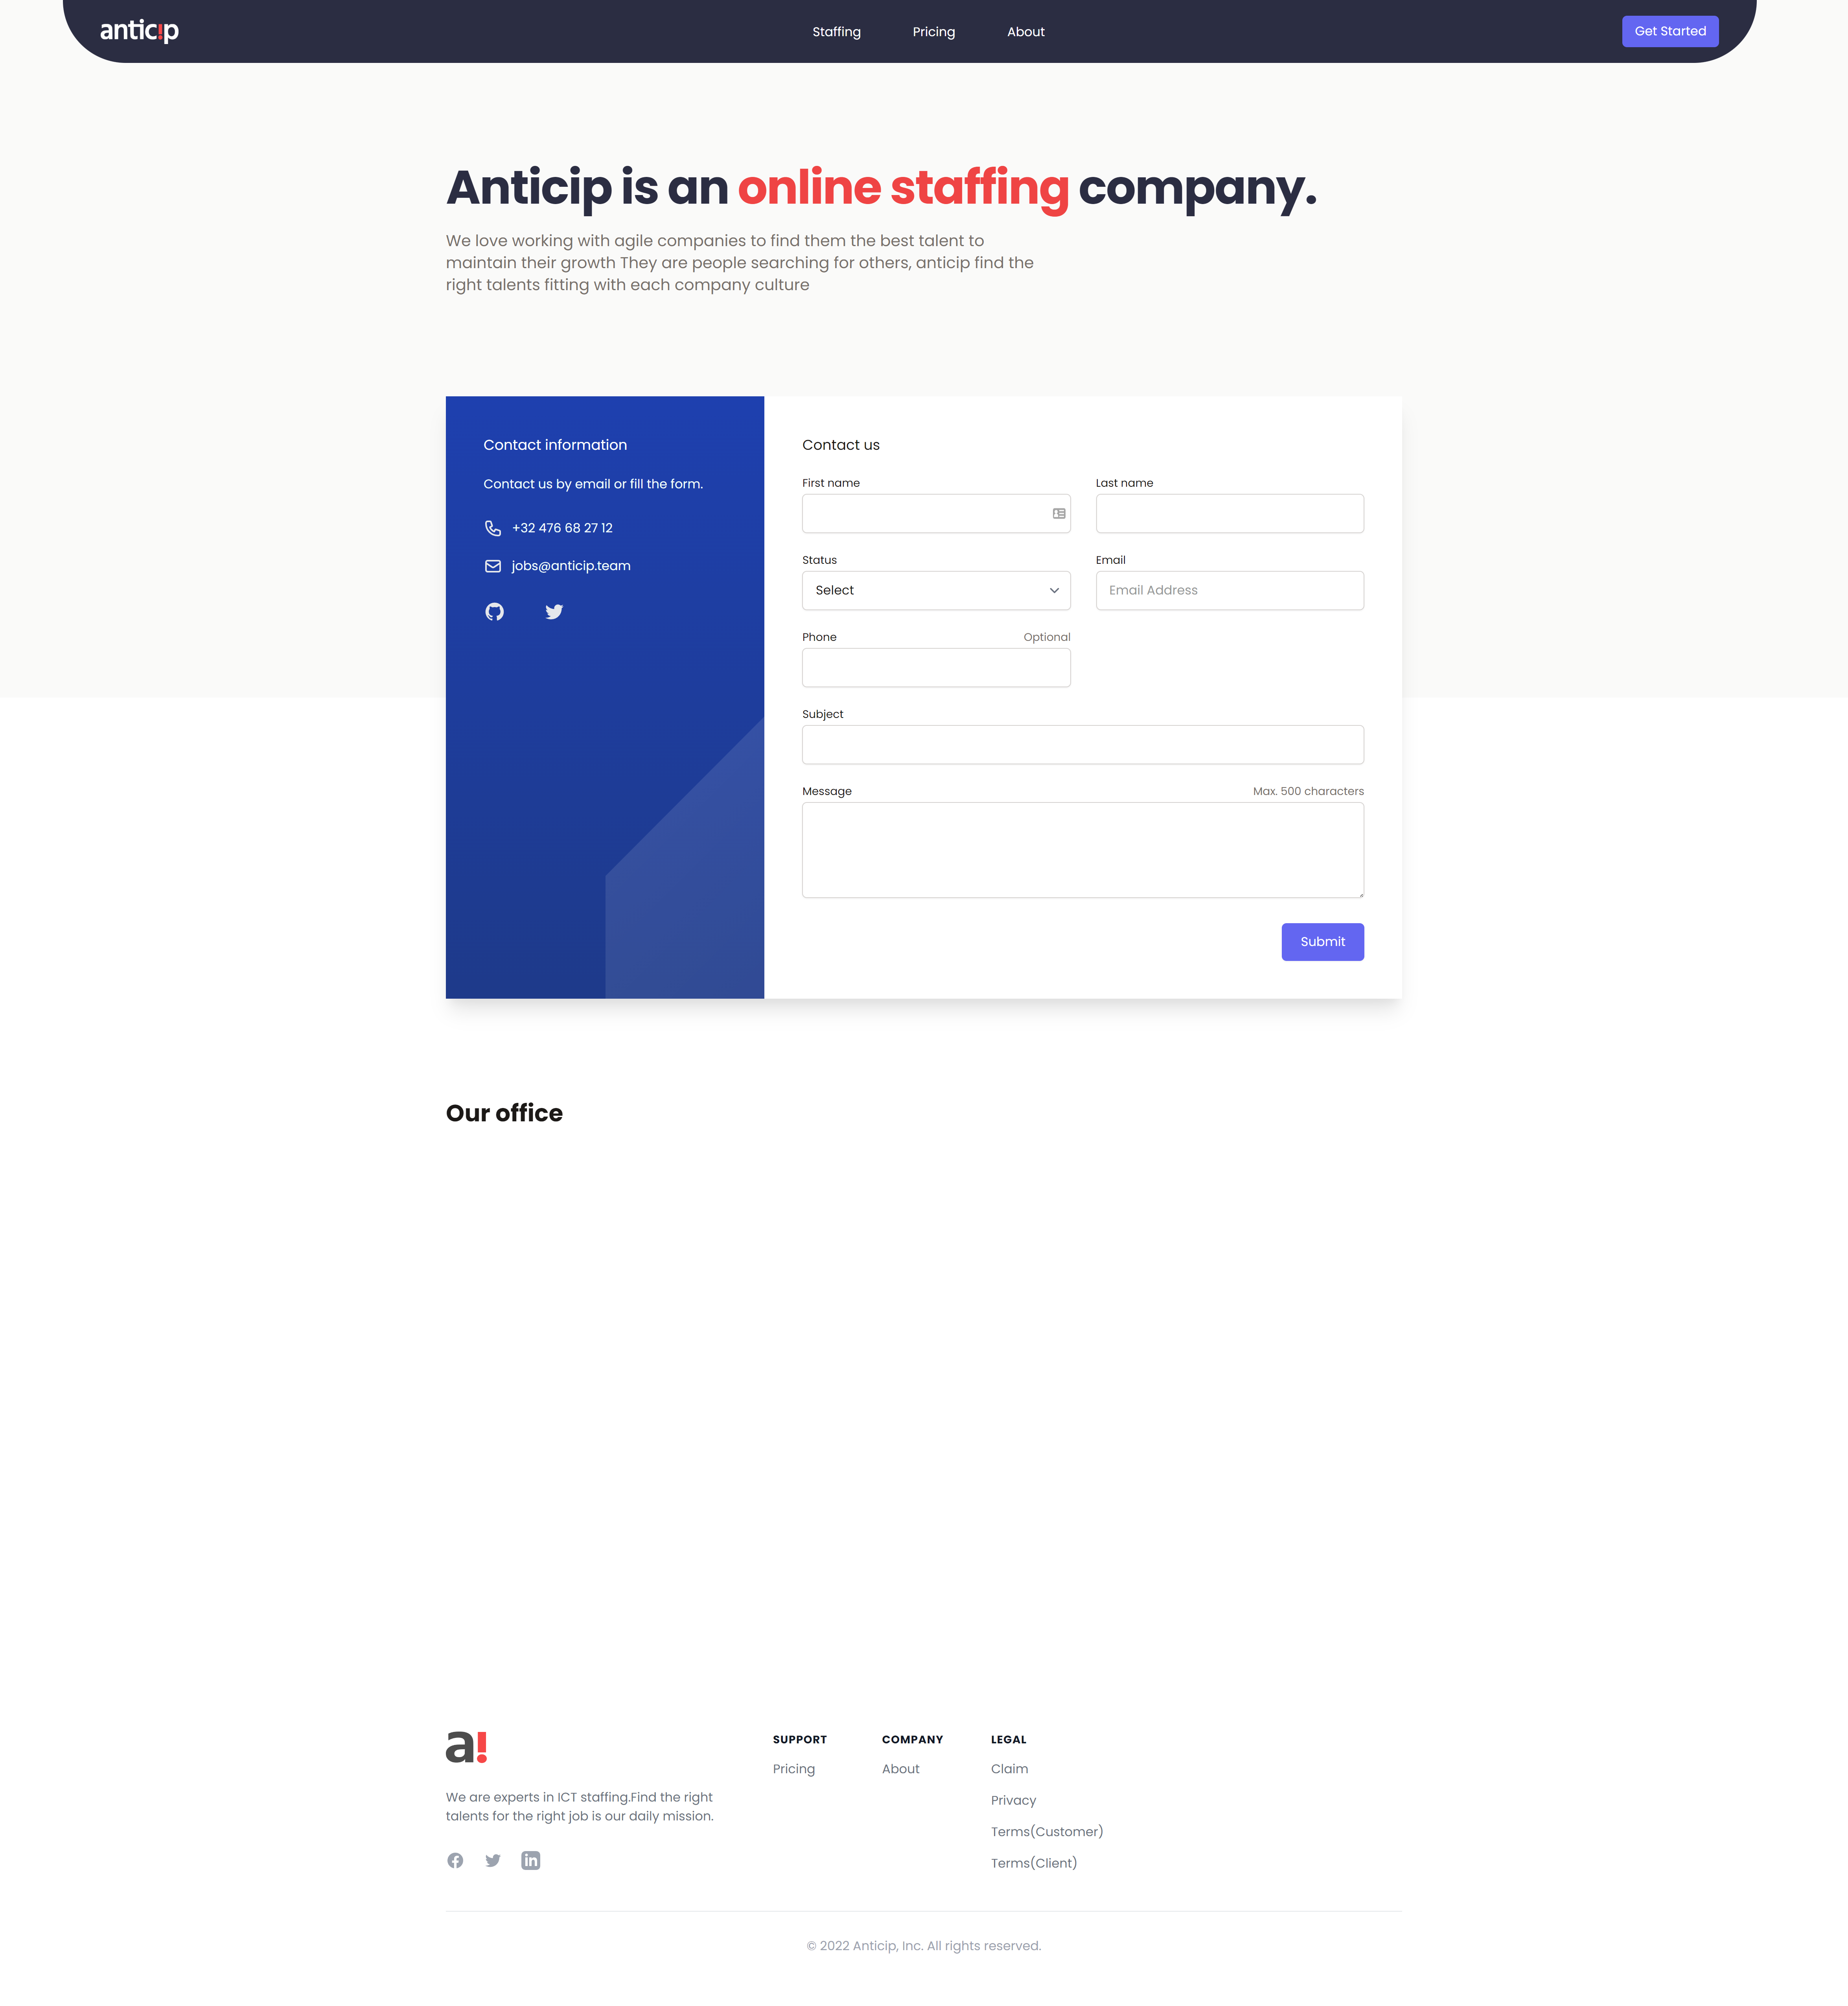 antic!p
Staffing
Pricing
About
Get Started
Anticip is an online staffing company.
We love working with agile companies to find them the best talent to
maintain their growth They are people searching for others, anticip find the
right talents fitting with each company culture
Contact information
Contact us by email or fill the form.
+32 476 68 27 12
jobs@anticip.team
Contact us
First name
Last name
Status
Email
Select
Email Address
Phone
Optional
Subject
Message
Max. 500 characters
Submit
Our office
a!
We are experts in ICT staffing.Find the right
talents for the right job is our daily mission.
SUPPORT
Pricing
COMPANY
About
LEGAL
Claim
Privacy
Terms(Customer)
Terms(Client)
© 2022 Anticip, Inc. All rights reserved.